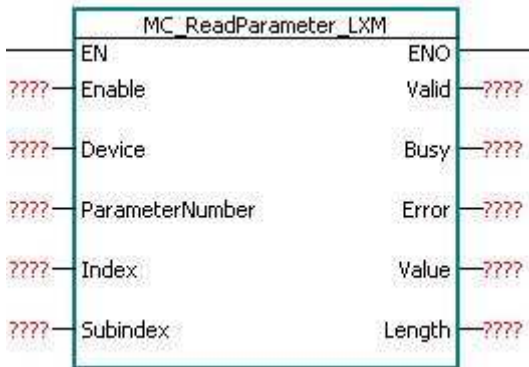 MC_ReadParameter_LXM
EN ENO
???? Enable Valid ????
???? Device Busy ????
???? ParameterNumber Error ????
???? Index Value ????
???? Subindex Length ????